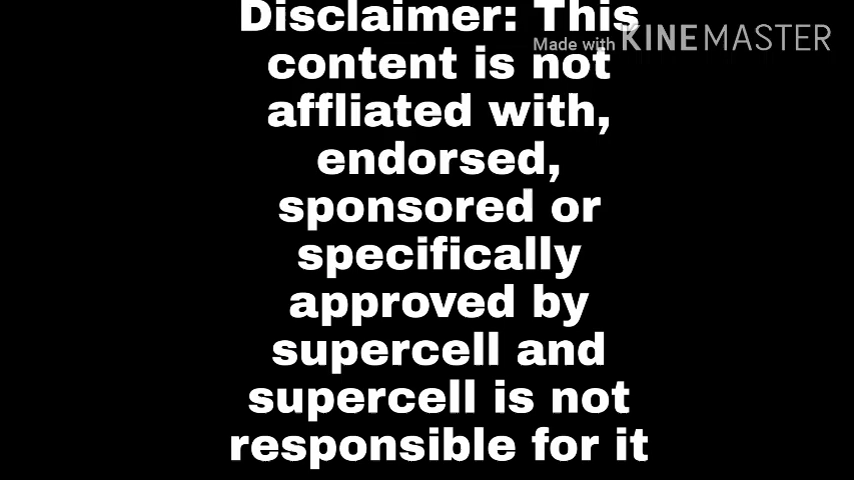 Disclaimer: This
Made with KINEMASTER
content is not
affliated with,
endorsed,
sponsored or
specifically
approved by
supercell and
supercell is not
responsible for it